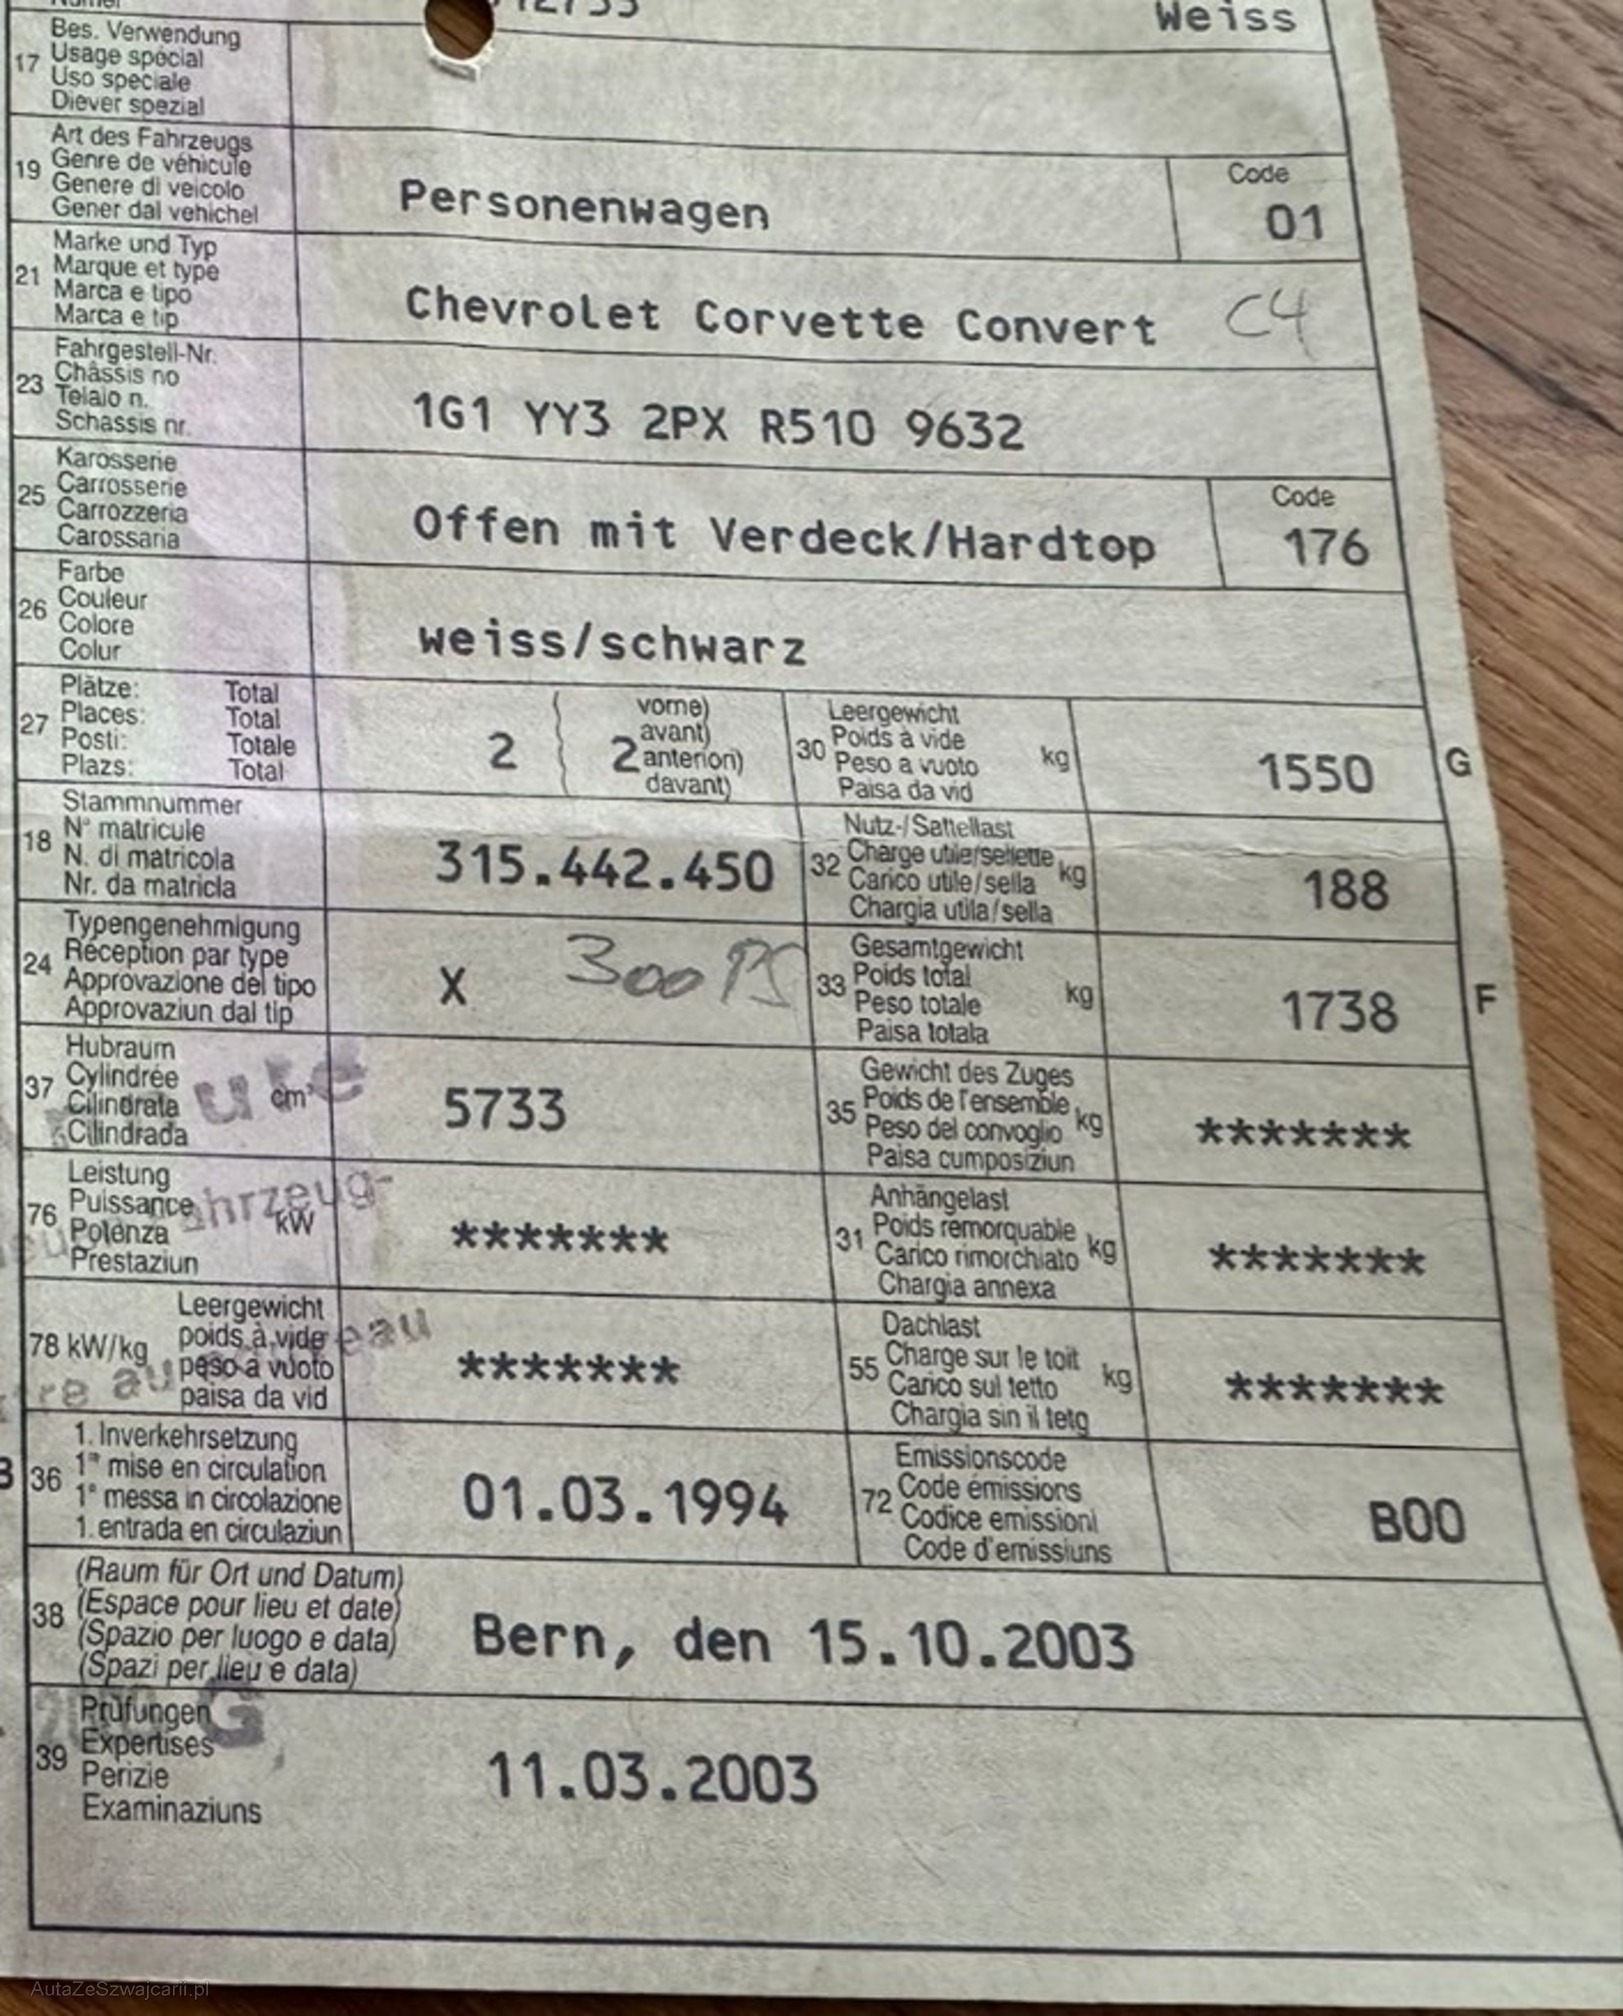 Weiss
17
Bes. Verwendung
Usage spécial
Uso speciale
Diever spezial
19
Art des Fahrzeugs
Genre de véhicule
Genere di veicolo
Gener dal vehichel
Personenwagen
Code
01
21
Marke und Typ
Marque et type
Marca e tipo
Marca e tip
Chevrolet Corvette Convert C4
23
Fahrgestell-Nr.
Châssis no
Telaio n.
Schassis nr.
1G1 YY3 2PX R510 9632
25
Karosserie
Carrosserie
Carrozzeria
Carossaria
Offen mit Verdeck/Hardtop
Code
176
26
Farbe
Couleur
Colore
Colur
weiss/schwarz
27
Plätze: Total
Places: Total
Posti: Totale
Plazs: Total
2
2
vorne)
avant)
anteriori)
davant)
30
Leergewicht
Poids à vide
Peso a vuoto
Paisa da vid
kg
1550
G
18
Stammnummer
N° matricule
N. di matricola
Nr. da matricla
315.442.450
32
Nutz-/Sattellast
Charge utile/sellette
Carico utile/sella
Chargia utila/sella
kg
188
24
Typengenehmigung
Réception par type
Approvazione del tipo
Approvaziun dal tip
X 300 PS
33
Gesamtgewicht
Poids total
Peso totale
Paisa totala
kg
1738
F
37
Hubraum
Cylindrée
Cilindrata
Cilindrada
cm³
5733
35
Gewicht des Zuges
Poids de l'ensemble
Peso del convoglio
Paisa cumposiziun
kg
*******
76
Leistung
Puissance
Potenza
Prestaziun
kW
*******
31
Anhängelast
Poids remorquable
Carico rimorchiato
Chargia annexa
kg
*******
78 kW/kg
Leergewicht
poids à vide
peso a vuoto
paisa da vid
*******
55
Dachlast
Charge sur le toit
Carico sul tetto
Chargia sin il tetg
kg
*******
B
36
1. Inverkehrsetzung
1re mise en circulation
1a messa in circolazione
1. entrada en circulaziun
01.03.1994
72
Emissionscode
Code émissions
Codice emissioni
Code d'emissiuns
B00
38
(Raum für Ort und Datum)
(Espace pour lieu et date)
(Spazio per luogo e data)
(Spazi per lieu e data)
Bern, den 15.10.2003
39
Prüfungen
Expertises
Perizie
Examinaziuns
11.03.2003
AutaZeSzwajcarii.pl